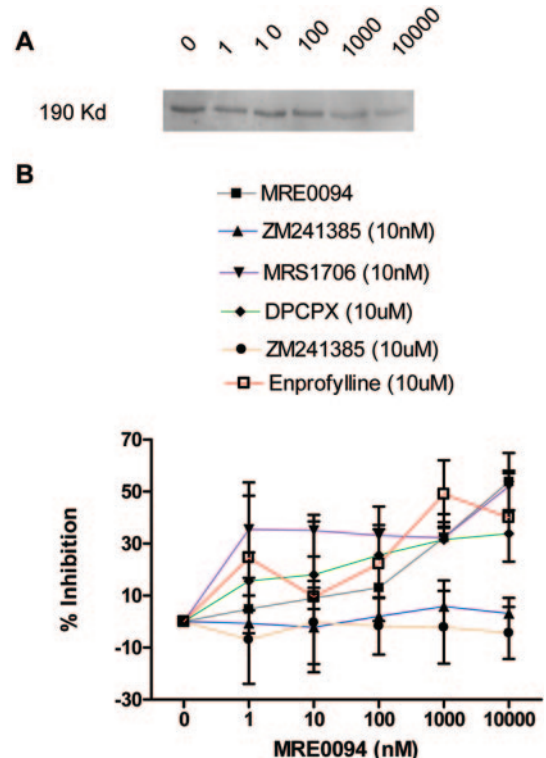 A
0 1 10 100 1000 10000
190 Kd
B
MRE0094
ZM241385 (10nM)
MRS1706 (10nM)
DPCPX (10uM)
ZM241385 (10uM)
Enprofylline (10uM)
70
50
30
10
-10
-30
% Inhibition
0 1 10 100 1000 10000
MRE0094 (nM)